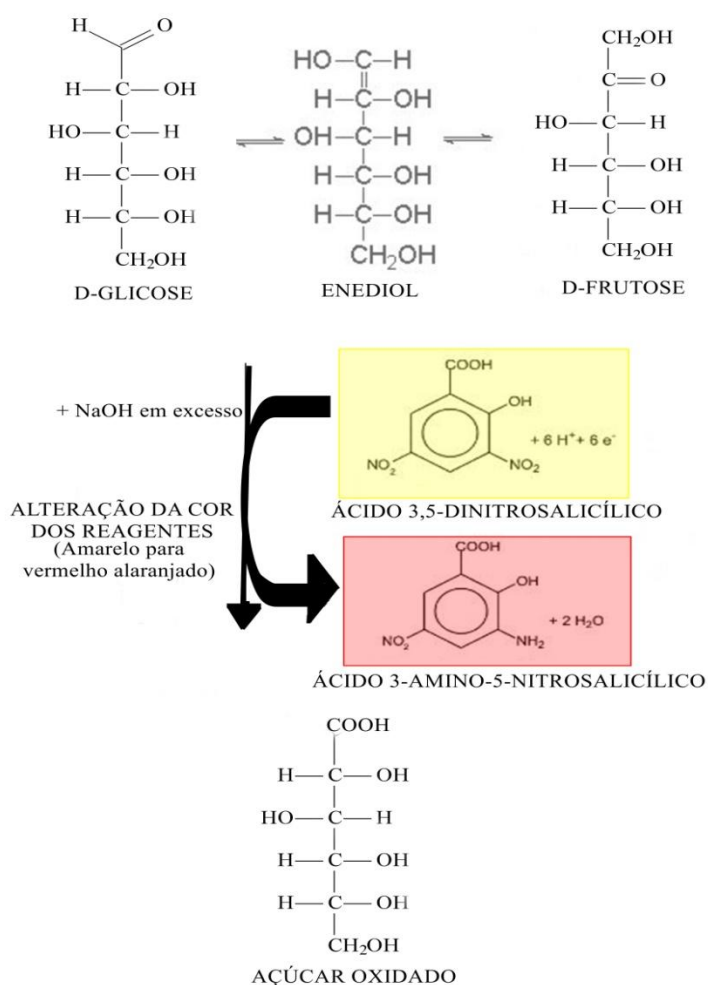 H O
H—C—OH
HO—C—H
H—C—OH
H—C—OH
CH₂OH
D-GLICOSE
HO—C—H
H—C—OH
OH—C—H
H—C—OH
H—C—OH
CH₂OH
ENEDIOL
CH₂OH
C=O
HO—C—H
H—C—OH
H—C—OH
CH₂OH
D-FRUTOSE
+ NaOH em excesso
ALTERAÇÃO DA COR
DOS REAGENTES
(Amarelo para
vermelho alaranjado)
COOH
OH
NO₂
NO₂
+ 6 H⁺+ 6 e⁻
ÁCIDO 3,5-DINITROSALICÍLICO
COOH
OH
NO₂
NH₂
+ 2 H₂O
ÁCIDO 3-AMINO-5-NITROSALICÍLICO
COOH
H—C—OH
HO—C—H
H—C—OH
H—C—OH
CH₂OH
AÇÚCAR OXIDADO